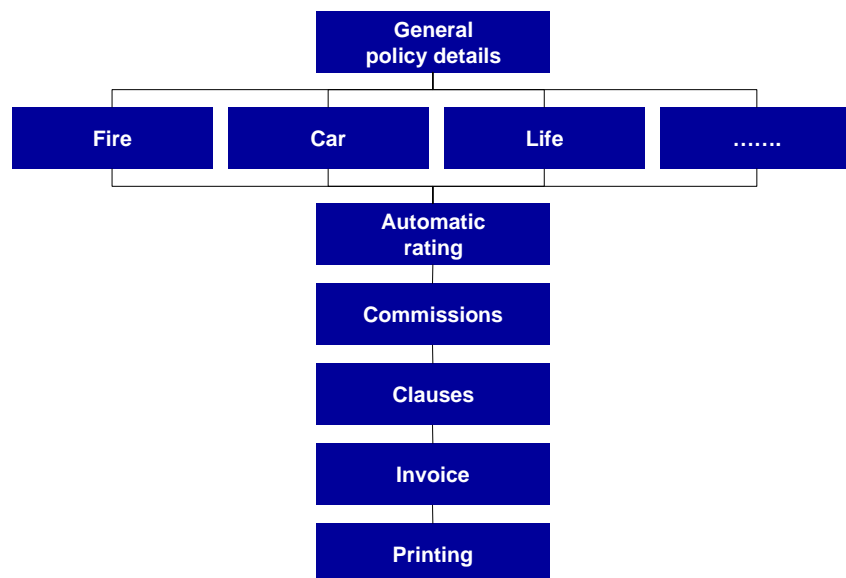 General
policy details
Fire
Car
Life
…….
Automatic
rating
Commissions
Clauses
Invoice
Printing